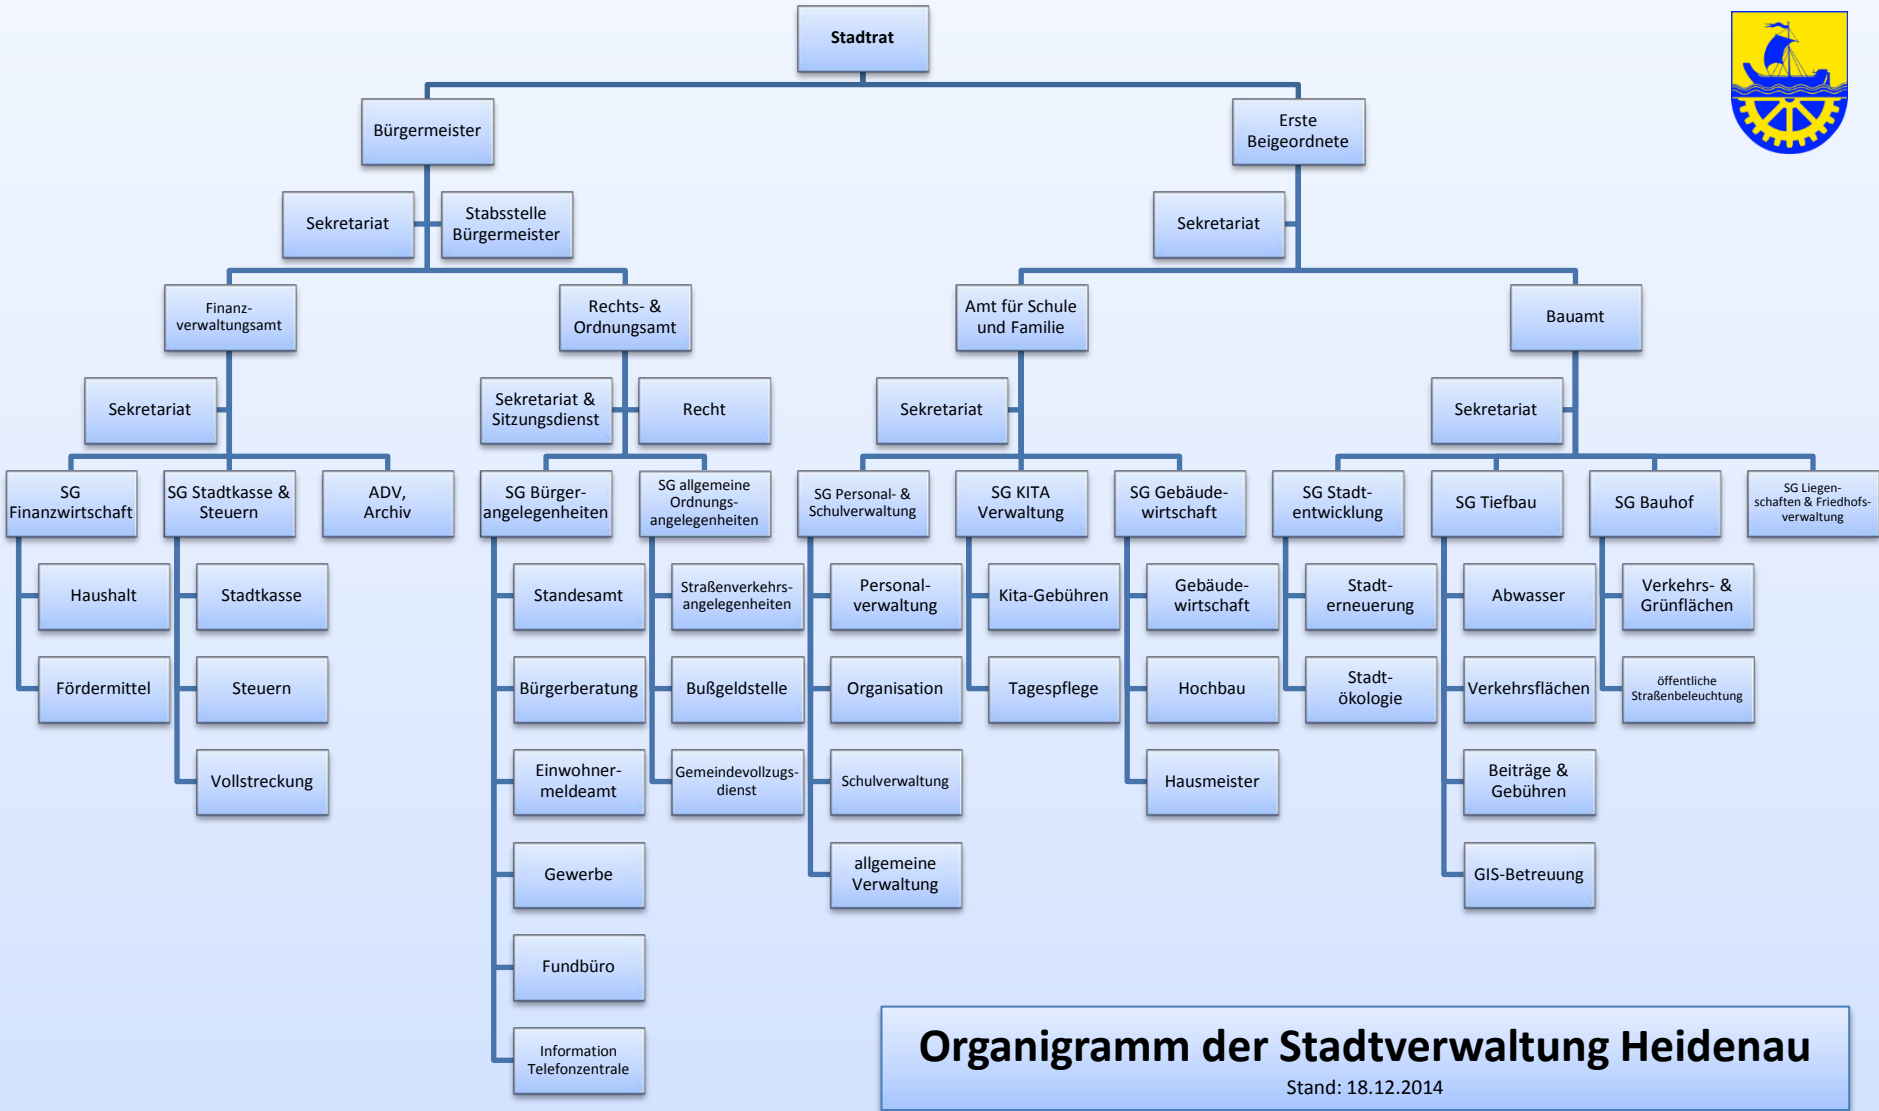 Stadtrat
Bürgermeister
Erste
Beigeordnete
Sekretariat
Stabsstelle
Bürgermeister
Sekretariat
Finanz-
verwaltungsamt
Rechts- &
Ordnungsamt
Amt für Schule
und Familie
Bauamt
Sekretariat
Sekretariat &
Sitzungsdienst
Recht
Sekretariat
Sekretariat
SG
Finanzwirtschaft
SG Stadtkasse &
Steuern
ADV,
Archiv
SG Bürger-
angelegenheiten
SG allgemeine
Ordnungs-
angelegenheiten
SG Personal- &
Schulverwaltung
SG KITA
Verwaltung
SG Gebäude-
wirtschaft
SG Stadt-
entwicklung
SG Tiefbau
SG Bauhof
SG Liegen-
schaften & Friedhofs-
verwaltung
Haushalt
Stadtkasse
Standesamt
Straßenverkehrs-
angelegenheiten
Personal-
verwaltung
Kita-Gebühren
Gebäude-
wirtschaft
Stadt-
erneuerung
Abwasser
Verkehrs- &
Grünflächen
Fördermittel
Steuern
Bürgerberatung
Bußgeldstelle
Organisation
Tagespflege
Hochbau
Stadt-
ökologie
Verkehrsflächen
öffentliche
Straßenbeleuchtung
Vollstreckung
Einwohner-
meldeamt
Gemeindevollzugs-
dienst
Schulverwaltung
Hausmeister
Beiträge &
Gebühren
Gewerbe
allgemeine
Verwaltung
GIS-Betreuung
Fundbüro
Information
Telefonzentrale
Organigramm der Stadtverwaltung Heidenau
Stand: 18.12.2014